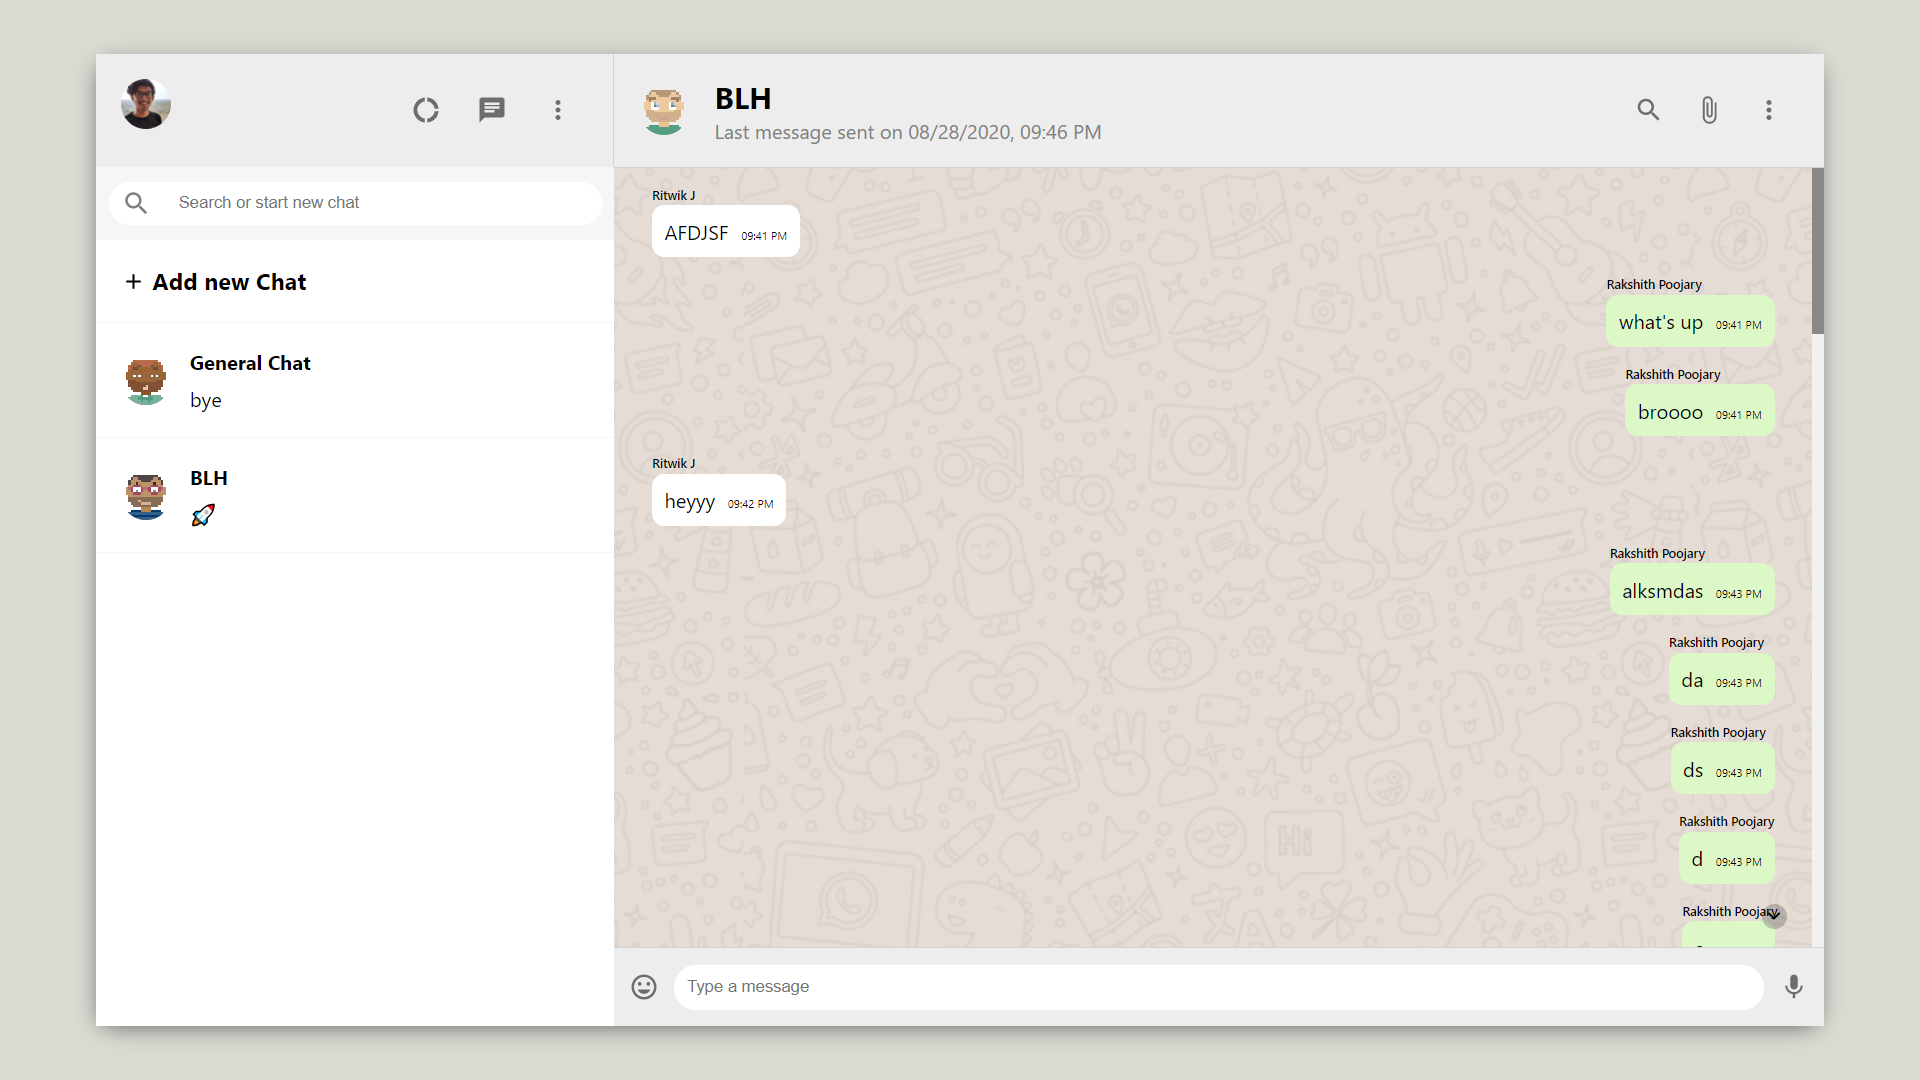 BLH
Last message sent on 08/28/2020, 09:46 PM
Search or start new chat
+ Add new Chat
General Chat
bye
BLH
🚀
Ritwik J
AFDJSF 09:41 PM
Rakshith Poojary
what's up 09:41 PM
Rakshith Poojary
broooo 09:41 PM
Ritwik J
heyyy 09:42 PM
Rakshith Poojary
alksmdas 09:43 PM
Rakshith Poojary
da 09:43 PM
Rakshith Poojary
ds 09:43 PM
Rakshith Poojary
d 09:43 PM
Rakshith Poojary
Hi
Type a message